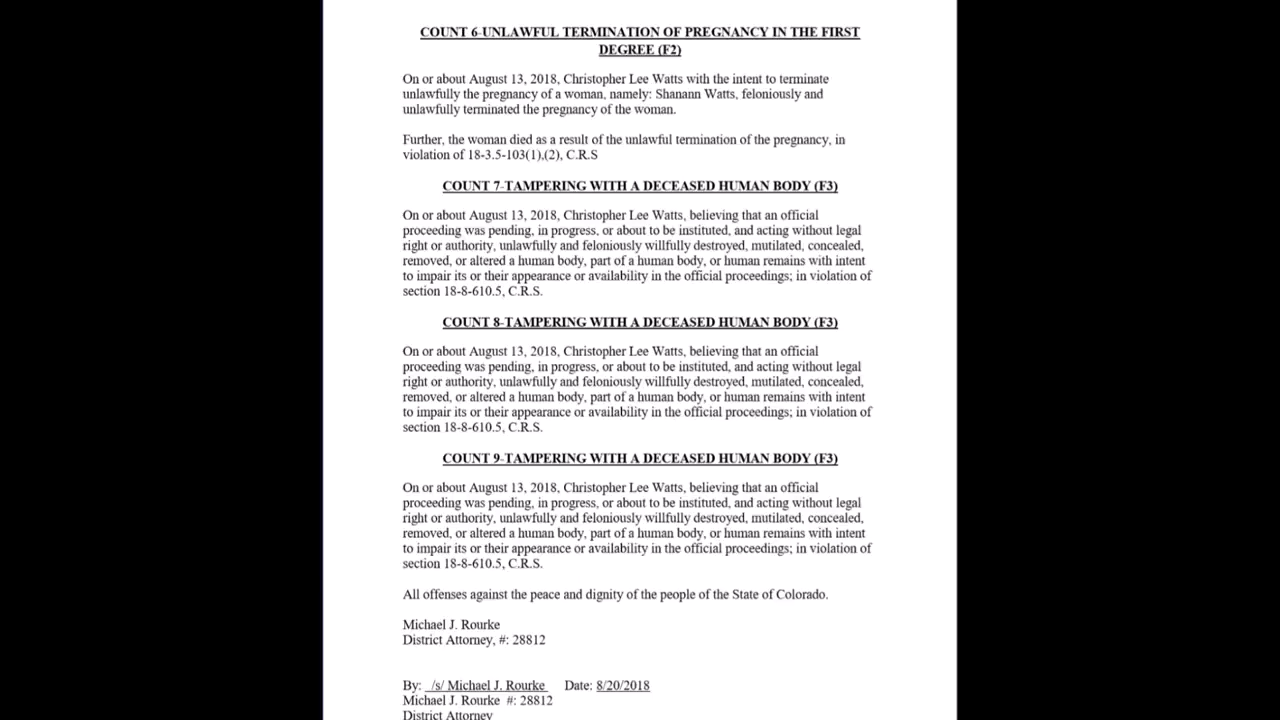 COUNT 6-UNLAWFUL TERMINATION OF PREGNANCY IN THE FIRST
DEGREE (F2)
On or about August 13, 2018, Christopher Lee Watts with the intent to terminate
unlawfully the pregnancy of a woman, namely: Shanann Watts, feloniously and
unlawfully terminated the pregnancy of the woman.
Further, the woman died as a result of the unlawful termination of the pregnancy, in
violation of 18-3.5-103(1),(2), C.R.S
COUNT 7-TAMPERING WITH A DECEASED HUMAN BODY (F3)
On or about August 13, 2018, Christopher Lee Watts, believing that an official
proceeding was pending, in progress, or about to be instituted, and acting without legal
right or authority, unlawfully and feloniously willfully destroyed, mutilated, concealed,
removed, or altered a human body, part of a human body, or human remains with intent
to impair its or their appearance or availability in the official proceedings; in violation of
section 18-8-610.5, C.R.S.
COUNT 8-TAMPERING WITH A DECEASED HUMAN BODY (F3)
On or about August 13, 2018, Christopher Lee Watts, believing that an official
proceeding was pending, in progress, or about to be instituted, and acting without legal
right or authority, unlawfully and feloniously willfully destroyed, mutilated, concealed,
removed, or altered a human body, part of a human body, or human remains with intent
to impair its or their appearance or availability in the official proceedings; in violation of
section 18-8-610.5, C.R.S.
COUNT 9-TAMPERING WITH A DECEASED HUMAN BODY (F3)
On or about August 13, 2018, Christopher Lee Watts, believing that an official
proceeding was pending, in progress, or about to be instituted, and acting without legal
right or authority, unlawfully and feloniously willfully destroyed, mutilated, concealed,
removed, or altered a human body, part of a human body, or human remains with intent
to impair its or their appearance or availability in the official proceedings; in violation of
section 18-8-610.5, C.R.S.
All offenses against the peace and dignity of the people of the State of Colorado.
Michael J. Rourke
District Attorney, #: 28812
By: /s/ Michael J. Rourke Date: 8/20/2018
Michael J. Rourke #: 28812
District Attorney